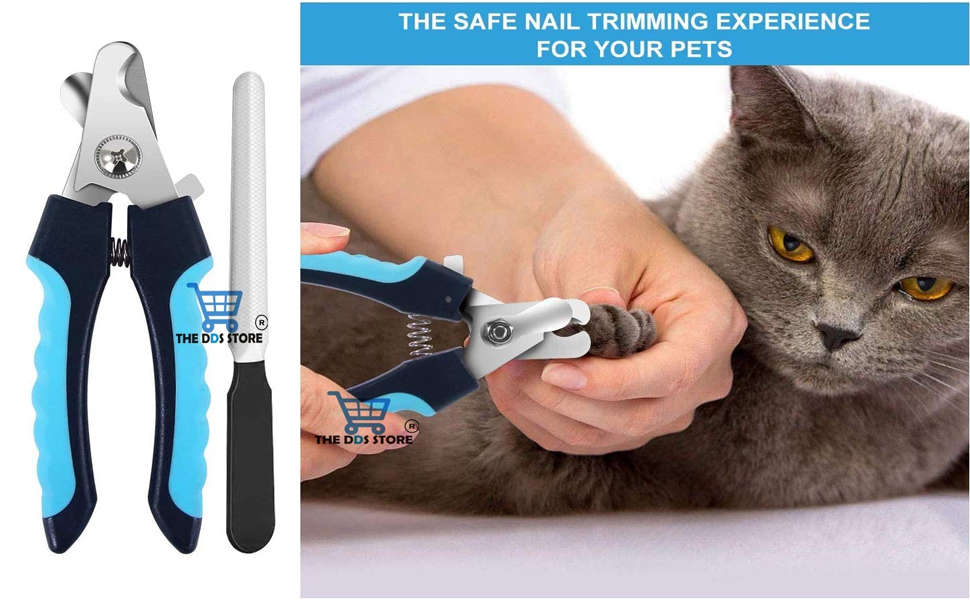 THE SAFE NAIL TRIMMING EXPERIENCE
FOR YOUR PETS
THE DDS STORE ®
THE DDS STORE ®